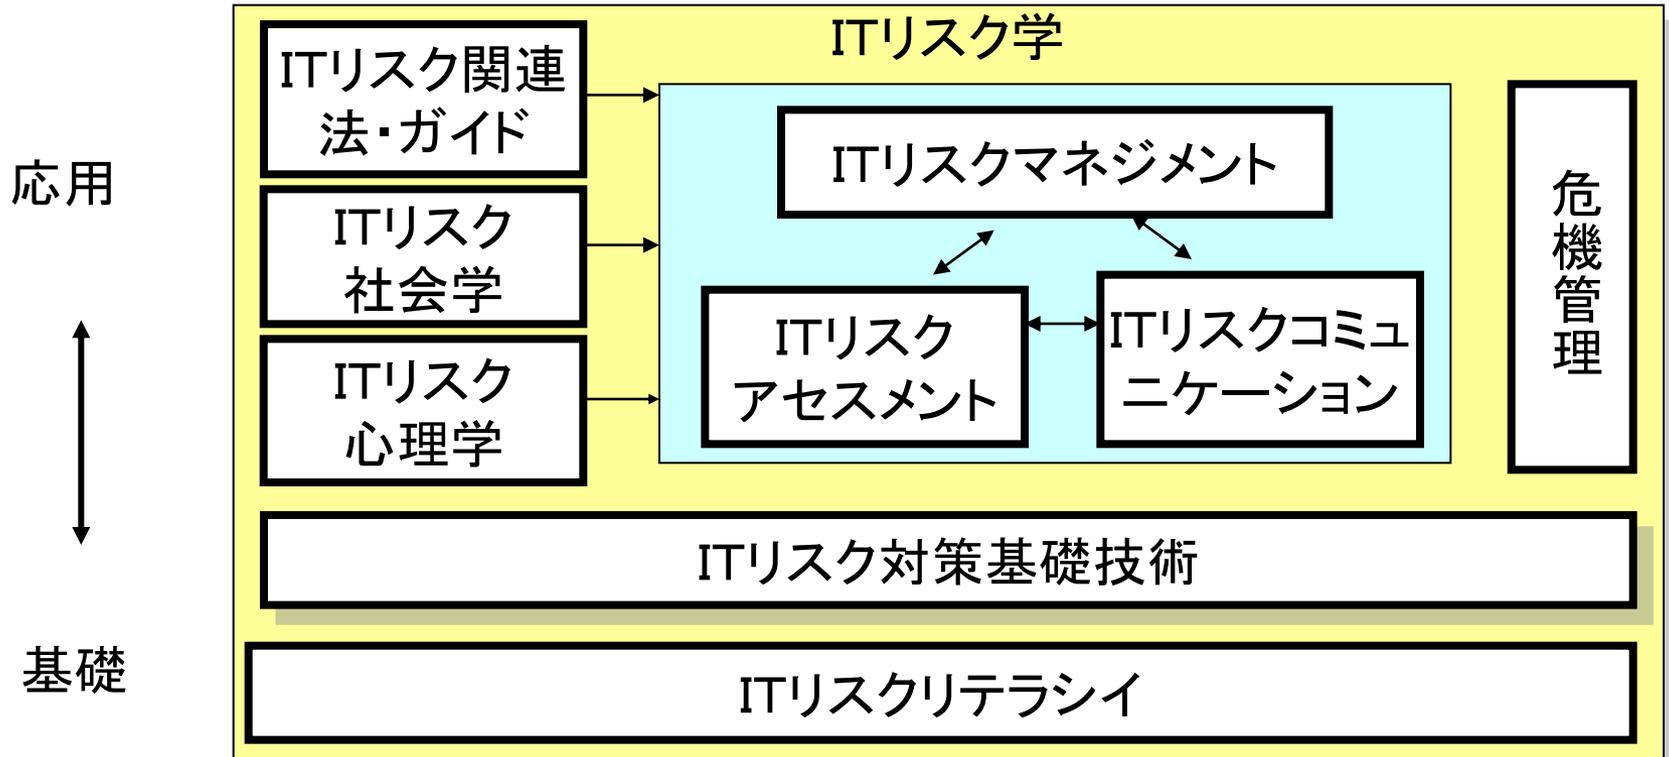 ITリスク学
ITリスク関連
法・ガイド
ITリスク
社会学
ITリスク
心理学
ITリスクマネジメント
ITリスク
アセスメント
ITリスクコミュ
ニケーション
危機管理
応用
基礎
ITリスク対策基礎技術
ITリスクリテラシイ